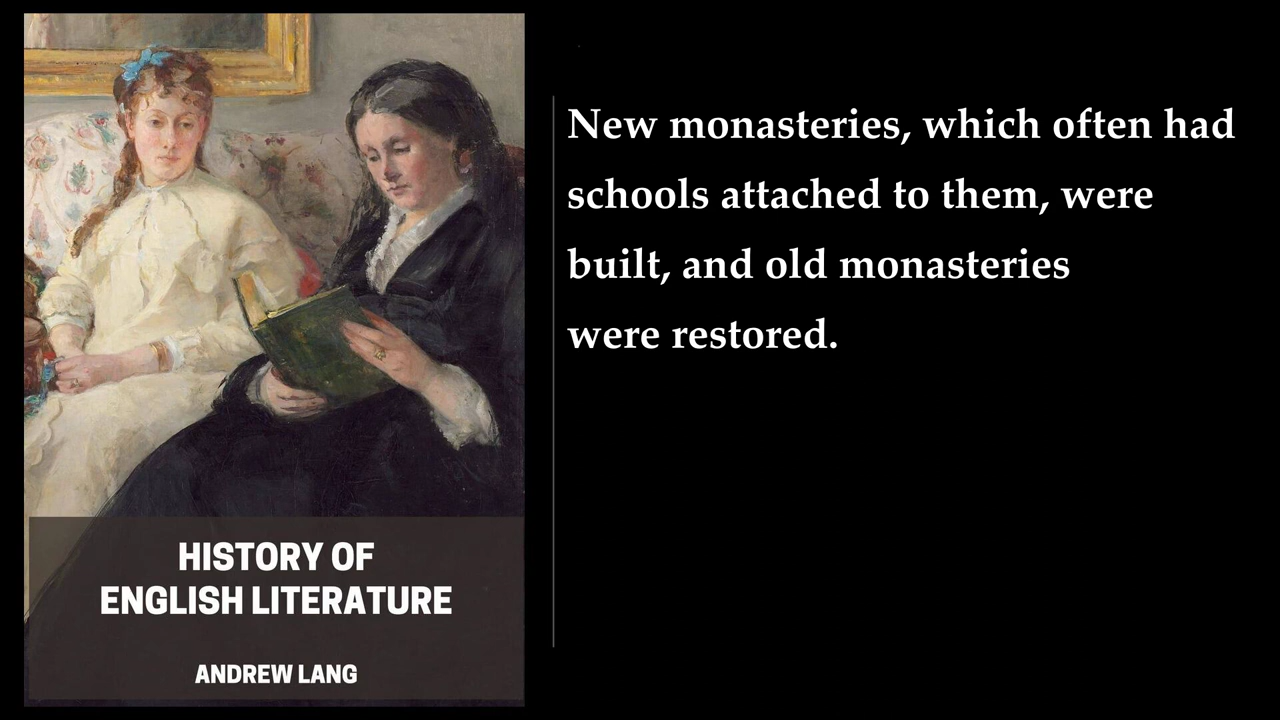 HISTORY OF
ENGLISH LITERATURE
ANDREW LANG
New monasteries, which often had
schools attached to them, were
built, and old monasteries
were restored.